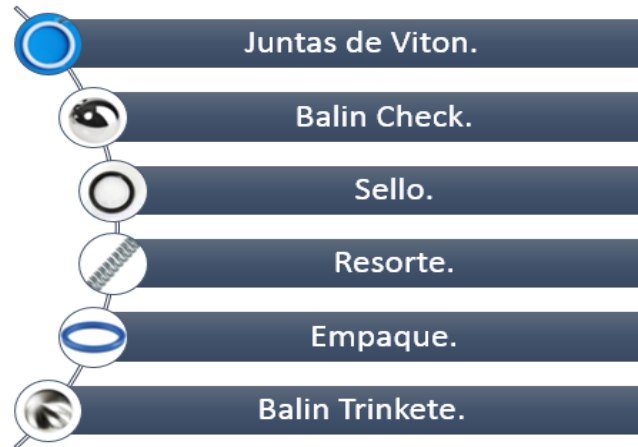 Juntas de Viton.
Balin Check.
Sello.
Resorte.
Empaque.
Balin Trinkete.